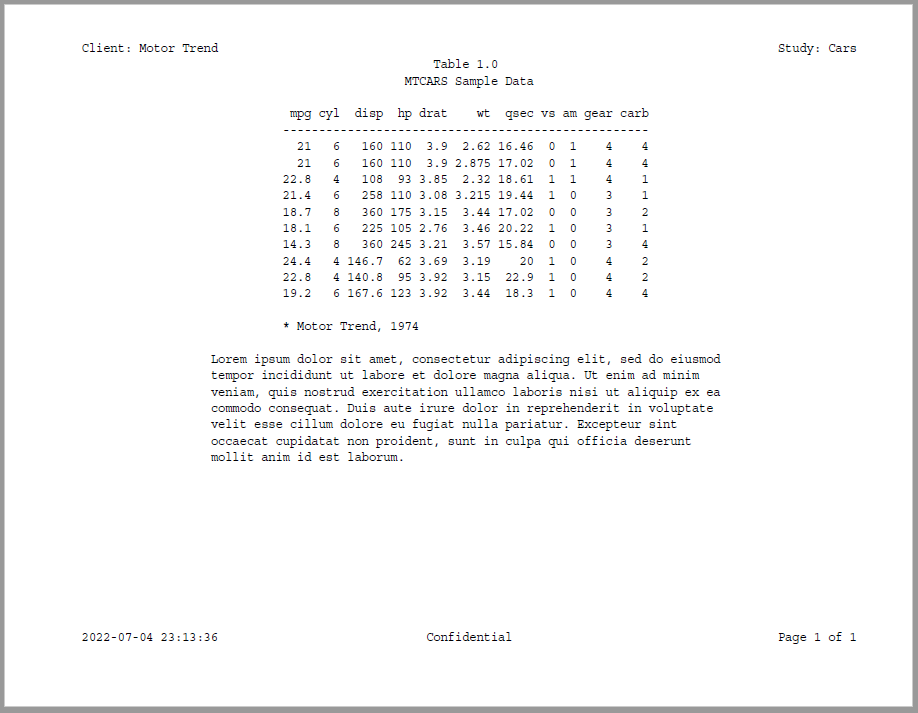 Client: Motor Trend Study: Cars
Table 1.0
MTCARS Sample Data
mpg cyl disp hp drat wt qsec vs am gear carb
---------------------------------------------------
21 6 160 110 3.9 2.62 16.46 0 1 4 4
21 6 160 110 3.9 2.875 17.02 0 1 4 4
22.8 4 108 93 3.85 2.32 18.61 1 1 4 1
21.4 6 258 110 3.08 3.215 19.44 1 0 3 1
18.7 8 360 175 3.15 3.44 17.02 0 0 3 2
18.1 6 225 105 2.76 3.46 20.22 1 0 3 1
14.3 8 360 245 3.21 3.57 15.84 0 0 3 4
24.4 4 146.7 62 3.69 3.19 20 1 0 4 2
22.8 4 140.8 95 3.92 3.15 22.9 1 0 4 2
19.2 6 167.6 123 3.92 3.44 18.3 1 0 4 4
* Motor Trend, 1974
Lorem ipsum dolor sit amet, consectetur adipiscing elit, sed do eiusmod
tempor incididunt ut labore et dolore magna aliqua. Ut enim ad minim
veniam, quis nostrud exercitation ullamco laboris nisi ut aliquip ex ea
commodo consequat. Duis aute irure dolor in reprehenderit in voluptate
velit esse cillum dolore eu fugiat nulla pariatur. Excepteur sint
occaecat cupidatat non proident, sunt in culpa qui officia deserunt
mollit anim id est laborum.
2022-07-04 23:13:36 Confidential Page 1 of 1